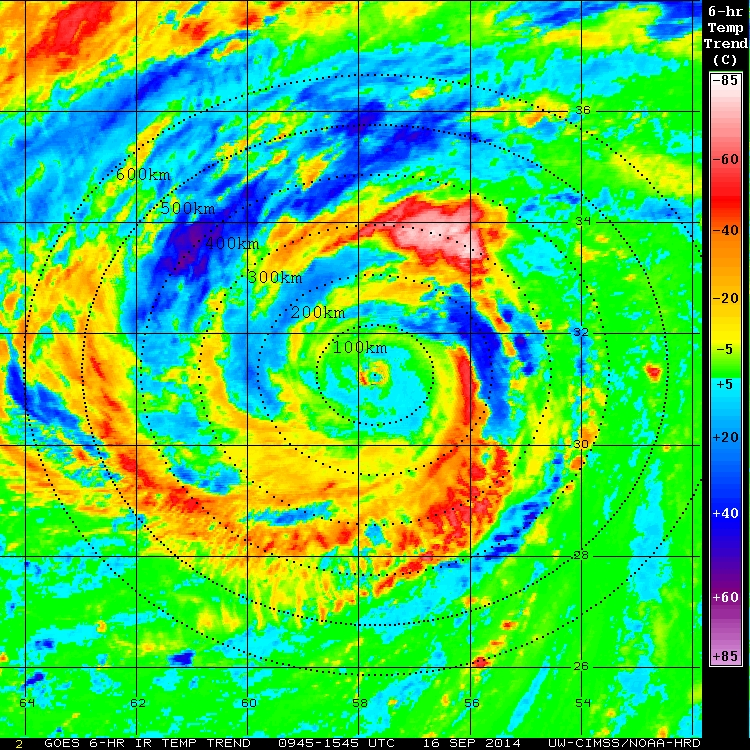 6-hr
Temp
Trend
(C)
-85
-60
-40
-20
-5
+5
+20
+40
+60
+85
36
600km
500km
34
400km
300km
200km
32
100km
30
28
26
64
62
60
58
56
54
2 GOES 6-HR IR TEMP TREND 0945-1545 UTC 16 SEP 2014 UW-CIMSS/NOAA-HRD